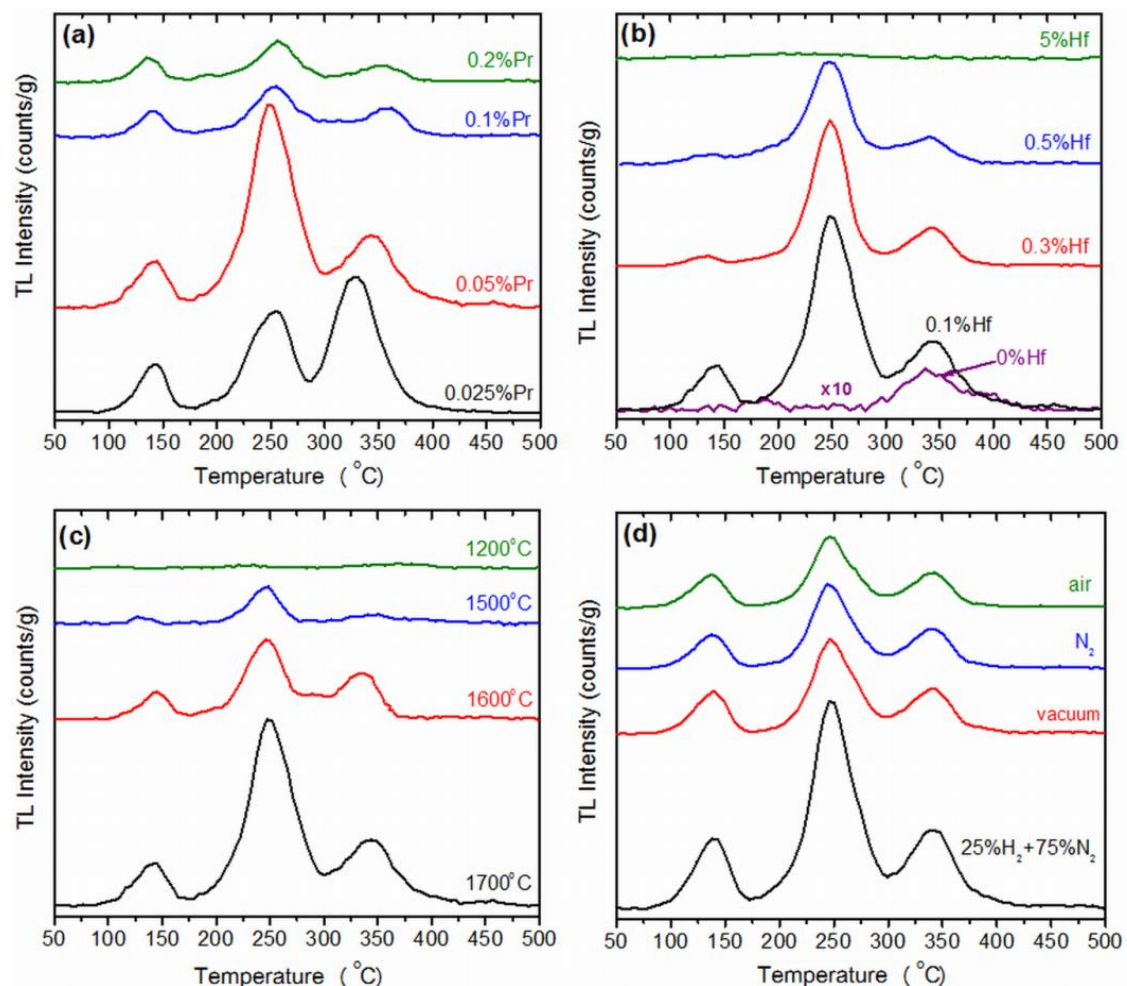 (a)
0.2%Pr
0.1%Pr
0.05%Pr
0.025%Pr
TL Intensity (counts/g)
50 100 150 200 250 300 350 400 450 500
Temperature ( °C)
(b)
5%Hf
0.5%Hf
0.3%Hf
0.1%Hf
0%Hf
x10
TL Intensity (counts/g)
50 100 150 200 250 300 350 400 450 500
Temperature ( °C)
(c)
1200°C
1500°C
1600°C
1700°C
TL Intensity (counts/g)
50 100 150 200 250 300 350 400 450 500
Temperature ( °C)
(d)
air
N₂
vacuum
25%H₂+75%N₂
TL Intensity (counts/g)
50 100 150 200 250 300 350 400 450 500
Temperature ( °C)